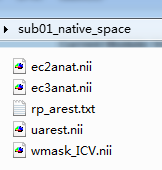 sub01_native_space
ec2anat.nii
ec3anat.nii
rp_arest.txt
uarest.nii
wmask_ICV.nii